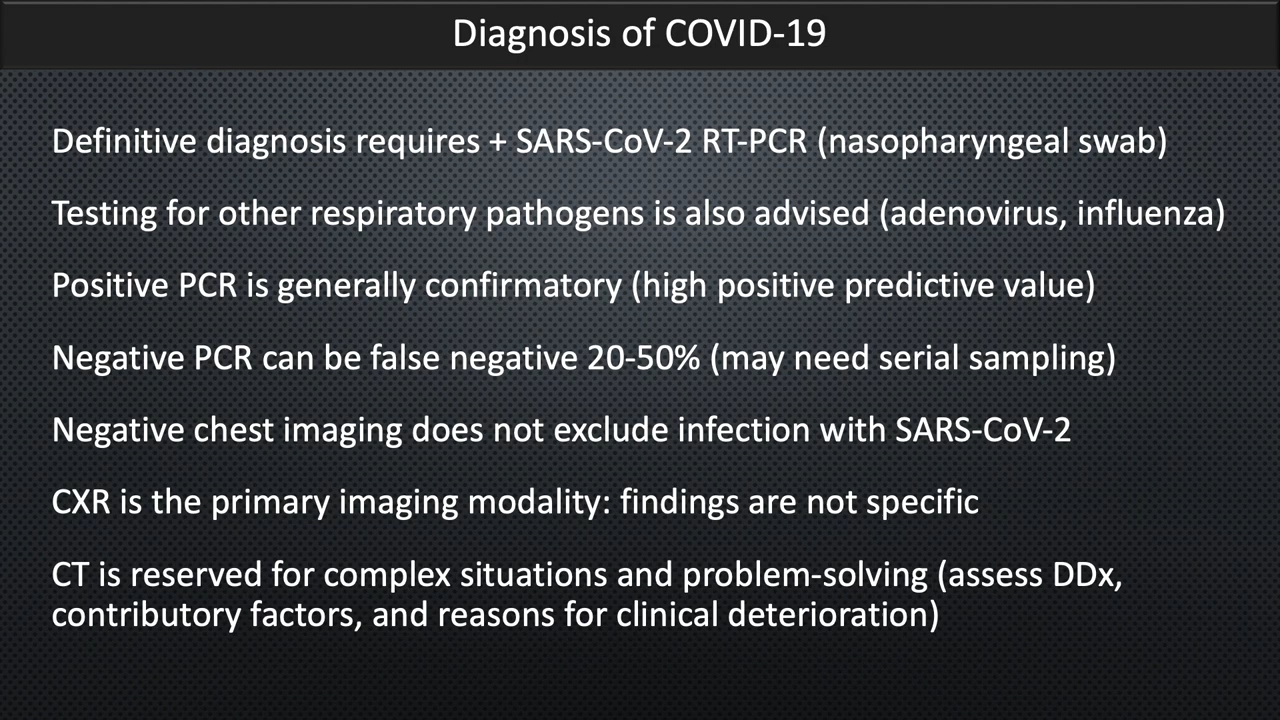 Diagnosis of COVID-19
Definitive diagnosis requires + SARS-CoV-2 RT-PCR (nasopharyngeal swab)
Testing for other respiratory pathogens is also advised (adenovirus, influenza)
Positive PCR is generally confirmatory (high positive predictive value)
Negative PCR can be false negative 20-50% (may need serial sampling)
Negative chest imaging does not exclude infection with SARS-CoV-2
CXR is the primary imaging modality: findings are not specific
CT is reserved for complex situations and problem-solving (assess DDx,
contributory factors, and reasons for clinical deterioration)